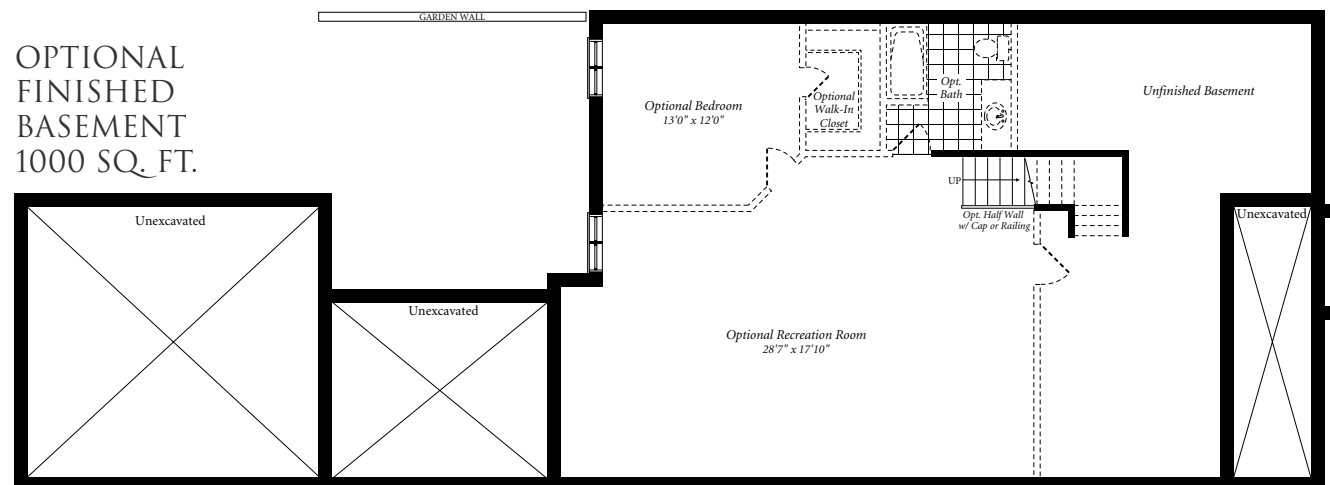 GARDEN WALL
OPTIONAL
FINISHED
BASEMENT
1000 SQ. FT.
Optional Bedroom
13'0" x 12'0"
Optional
Walk-In
Closet
Opt.
Bath
Unfinished Basement
UP
Opt. Half Wall
w/ Cap or Railing
Unexcavated
Unexcavated
Unexcavated
Optional Recreation Room
28'7" x 17'10"